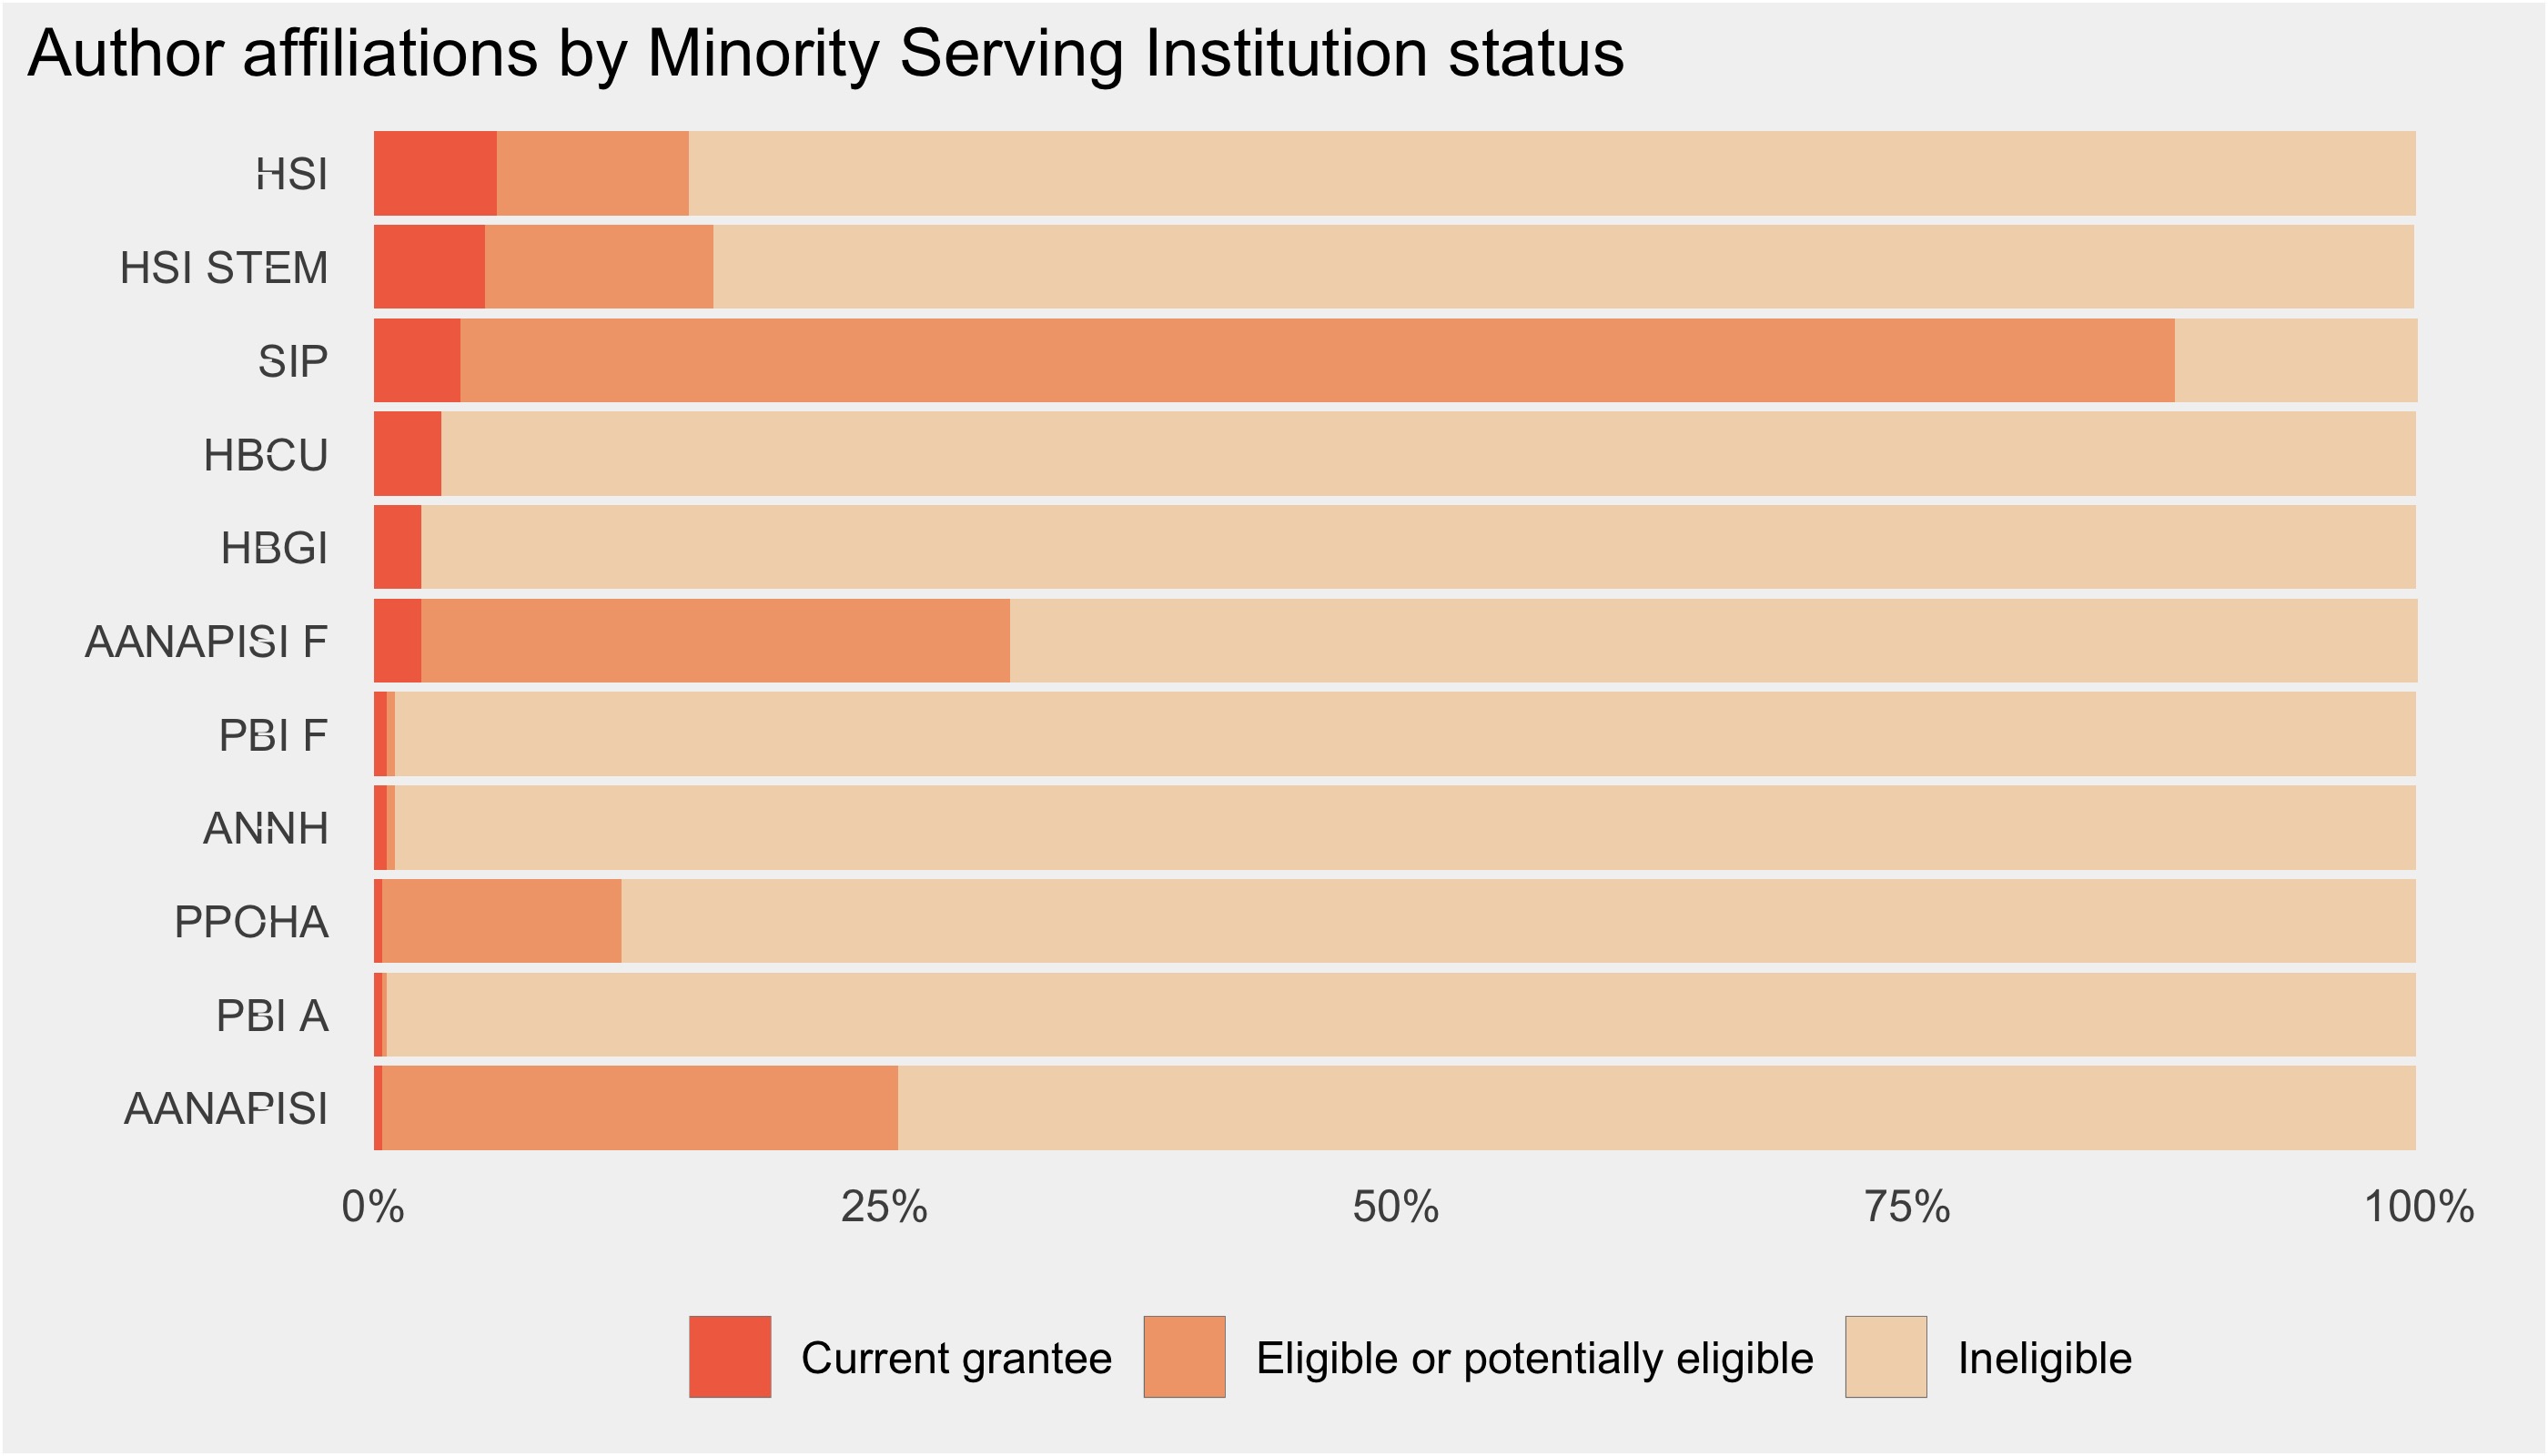 Author affiliations by Minority Serving Institution status
HSI
HSI STEM
SIP
HBCU
HBGI
AANAPISI F
PBI F
ANNH
PPOHA
PBI A
AANAPISI
0% 25% 50% 75% 100%
Current grantee Eligible or potentially eligible Ineligible